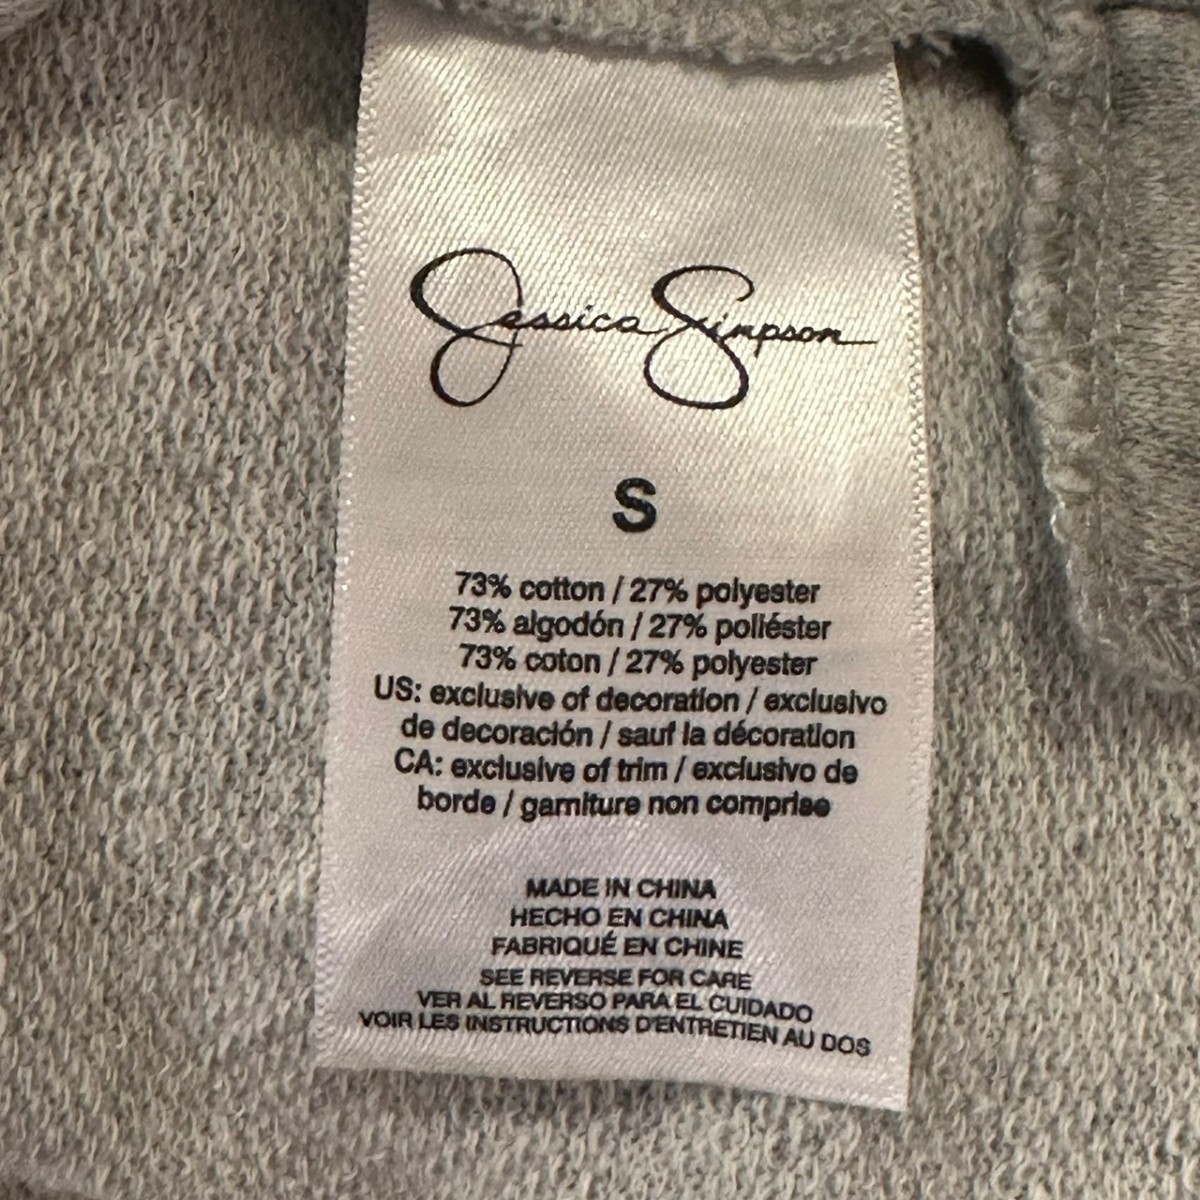 Jessica Simpson
S
73% cotton / 27% polyester
73% algodón / 27% poliéster
73% coton / 27% polyester
US: exclusive of decoration / exclusivo
de decoración / sauf la décoration
CA: exclusive of trim / exclusivo de
borde / garniture non comprise
MADE IN CHINA
HECHO EN CHINA
FABRIQUÉ EN CHINE
SEE REVERSE FOR CARE
VER AL REVERSO PARA EL CUIDADO
VOIR LES INSTRUCTIONS D'ENTRETIEN AU DOS